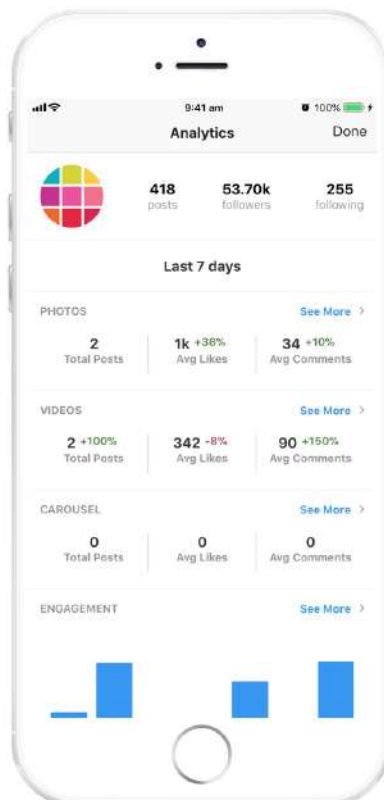 9:41 am 100%
Analytics Done
418 53.70k 255
posts followers following
Last 7 days
PHOTOS See More >
2 1k +38% 34 +10%
Total Posts Avg Likes Avg Comments
VIDEOS See More >
2 +100% 342 -8% 90 +150%
Total Posts Avg Likes Avg Comments
CAROUSEL See More >
0 0 0
Total Posts Avg Likes Avg Comments
ENGAGEMENT See More >